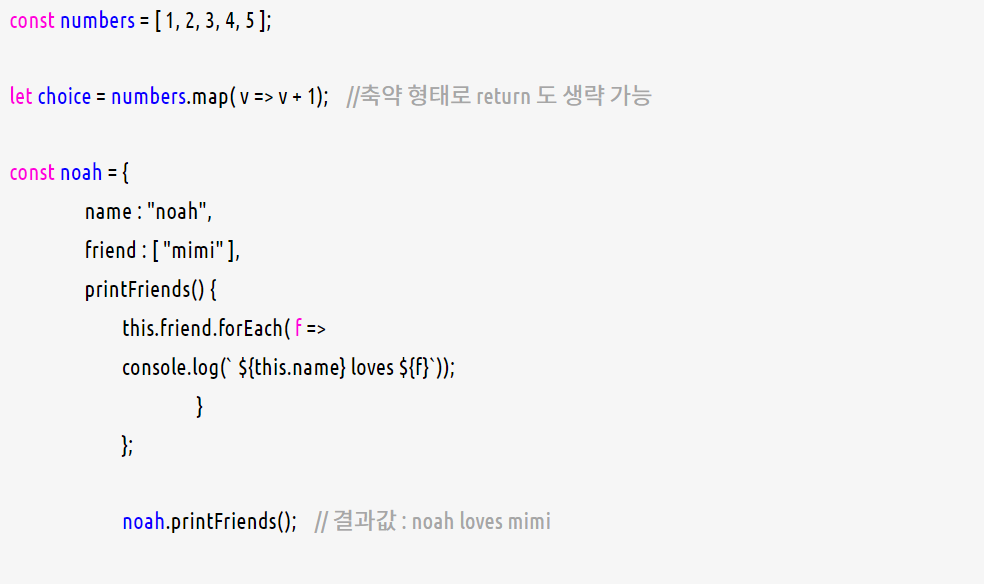 const numbers = [ 1, 2, 3, 4, 5 ];
let choice = numbers.map( v => v + 1);   //축약 형태로 return 도 생략 가능
const noah = {
name : "noah",
friend : [ "mimi" ],
printFriends() {
this.friend.forEach( f =>
console.log(` ${this.name} loves ${f}`));
}
};
noah.printFriends();   // 결과값 : noah loves mimi